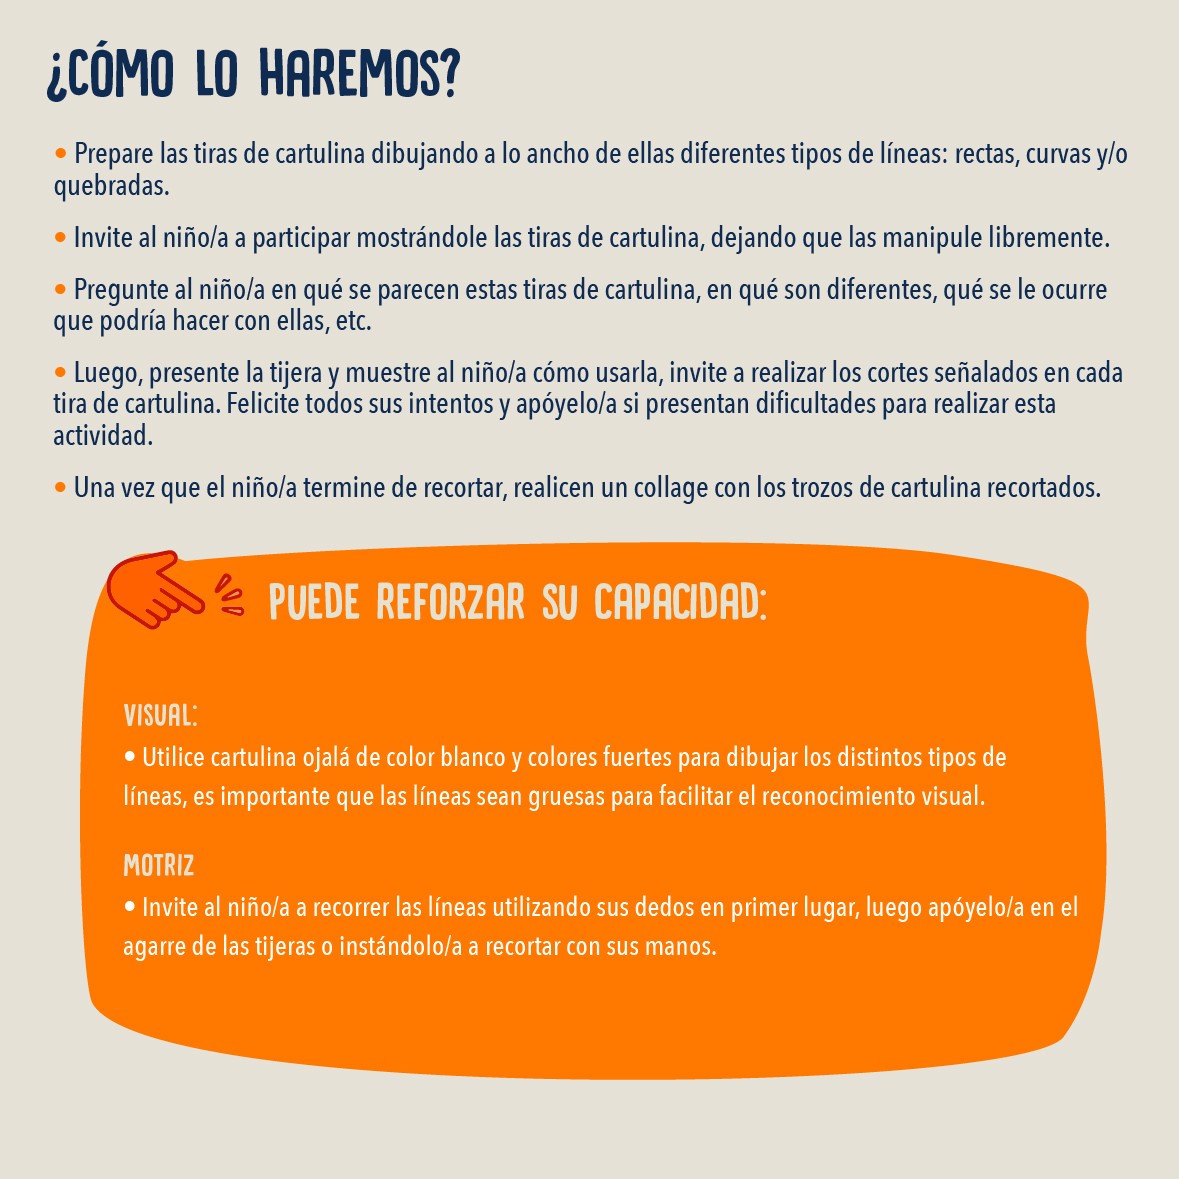 ¿CÓMO LO HAREMOS?
• Prepare las tiras de cartulina dibujando a lo ancho de ellas diferentes tipos de líneas: rectas, curvas y/o
quebradas.
• Invite al niño/a a participar mostrándole las tiras de cartulina, dejando que las manipule libremente.
• Pregunte al niño/a en qué se parecen estas tiras de cartulina, en qué son diferentes, qué se le ocurre
que podría hacer con ellas, etc.
• Luego, presente la tijera y muestre al niño/a cómo usarla, invite a realizar los cortes señalados en cada
tira de cartulina. Felicite todos sus intentos y apóyelo/a si presentan dificultades para realizar esta
actividad.
• Una vez que el niño/a termine de recortar, realicen un collage con los trozos de cartulina recortados.
PUEDE REFORZAR SU CAPACIDAD:
VISUAL:
• Utilice cartulina ojalá de color blanco y colores fuertes para dibujar los distintos tipos de
líneas, es importante que las líneas sean gruesas para facilitar el reconocimiento visual.
MOTRIZ
• Invite al niño/a a recorrer las líneas utilizando sus dedos en primer lugar, luego apóyelo/a en el
agarre de las tijeras o instándolo/a a recortar con sus manos.